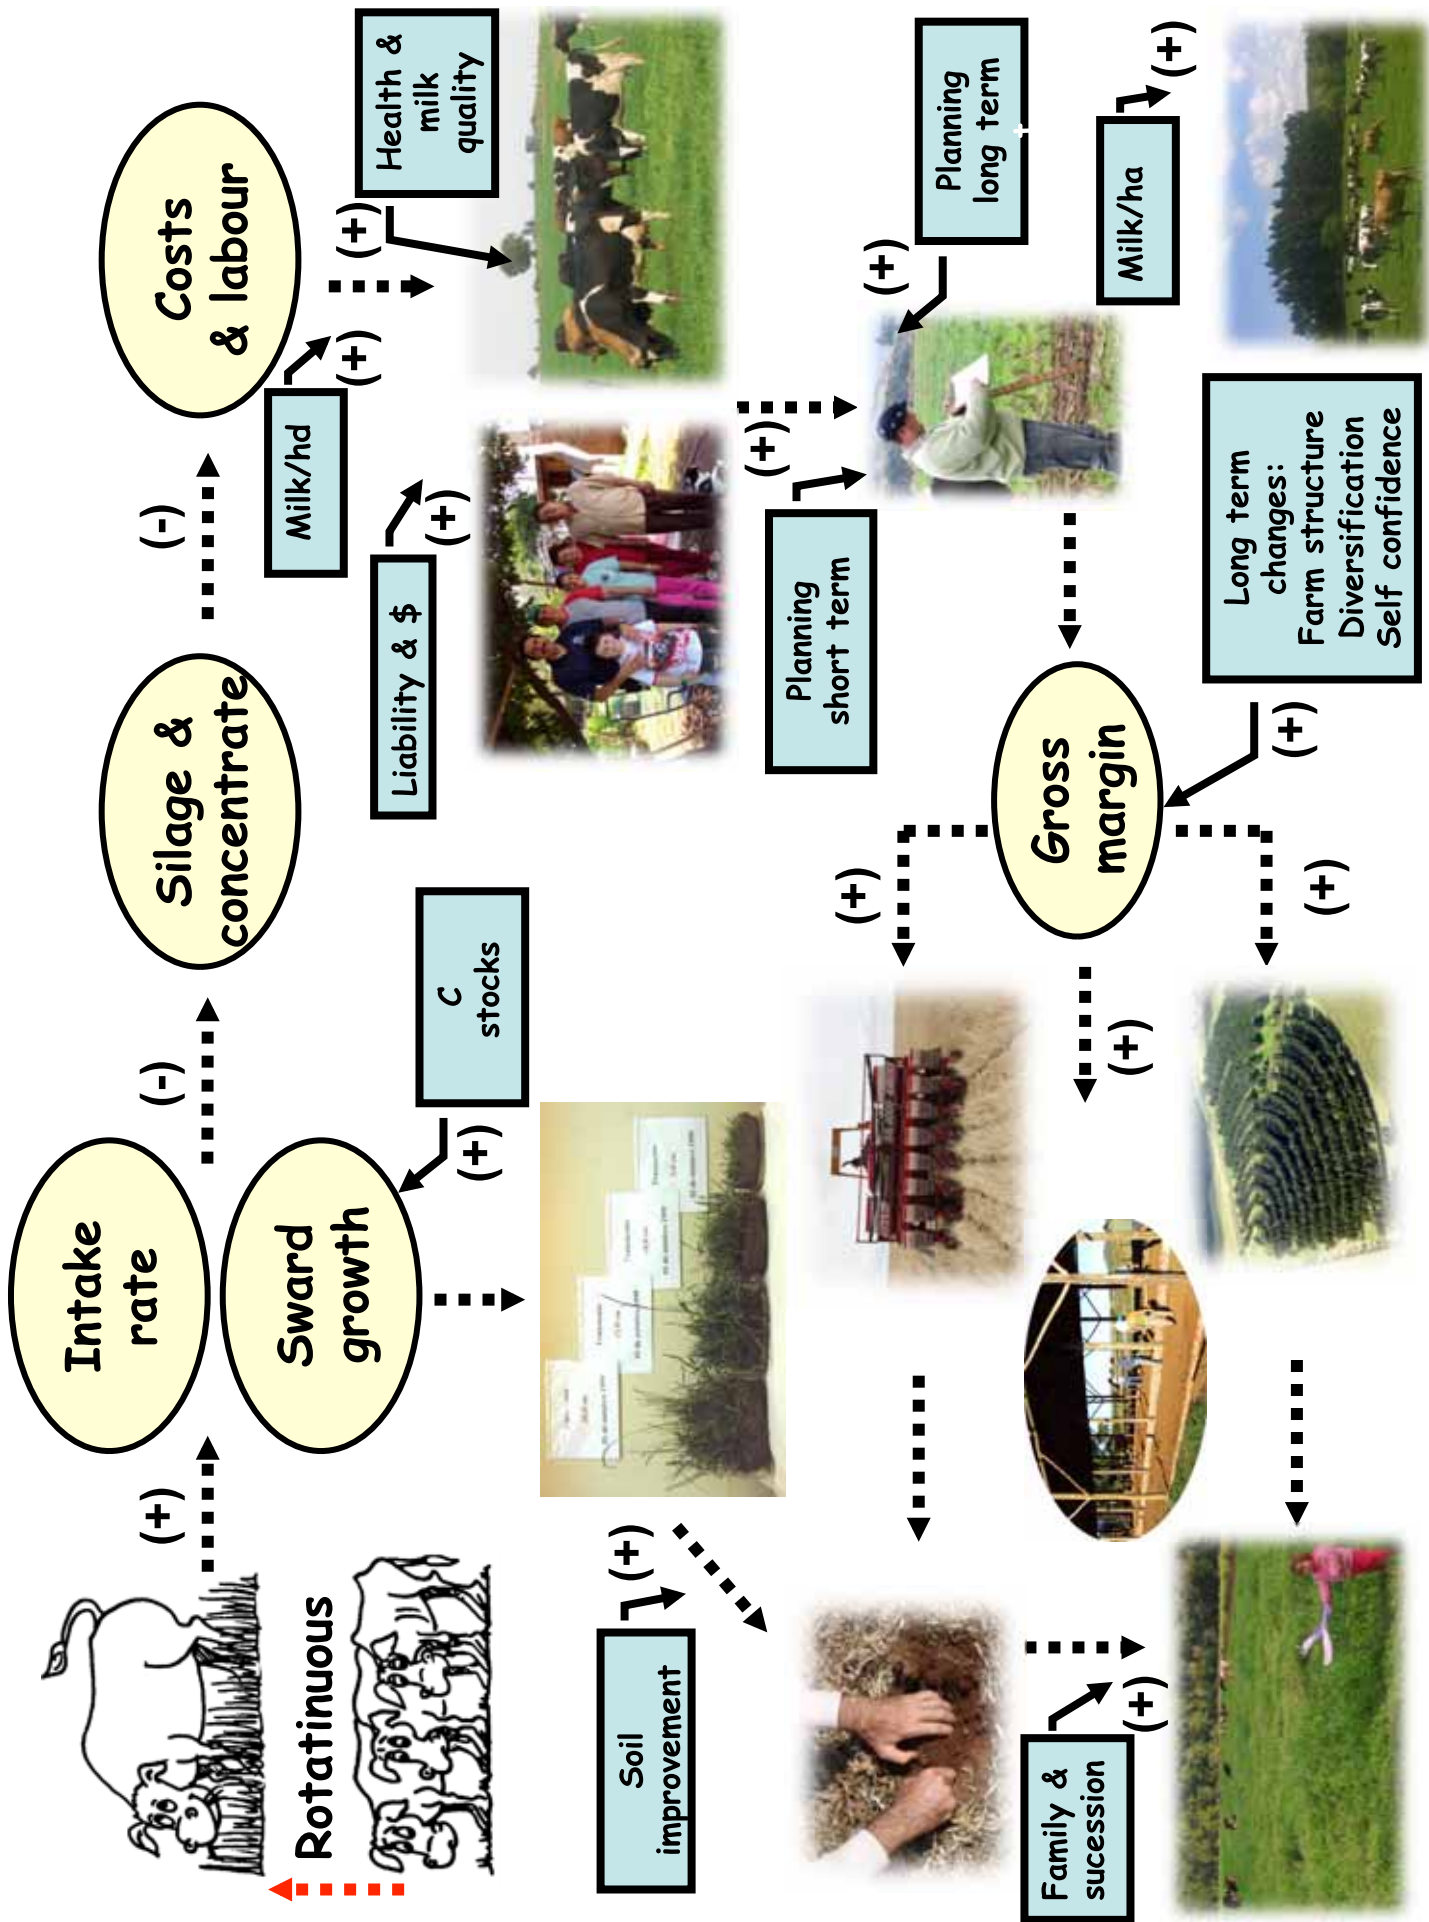 Rotatinuous
(+)
Intake
rate
Sward
growth
(-)
Silage &
concentrate
(-)
Costs
& labour
C
stocks
(+)
Milk/hd
(+)
Health &
milk
quality
(+)
Liability & $
(+)
Soil
improvement
(+)
Planning
short term
(+)
Planning
long term
(+)
+
Milk/ha
(+)
Gross
margin
(+)
(+)
(+)
Long term
changes:
Farm structure
Diversification
Self confidence
(+)
Family &
sucession
(+)